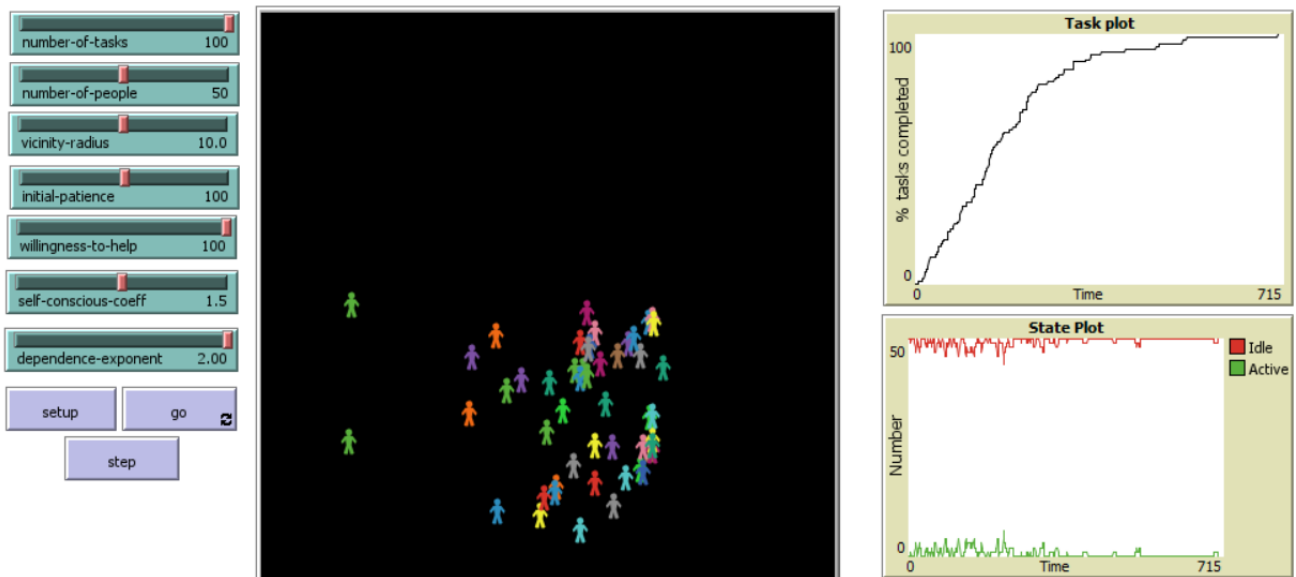 number-of-tasks 100
number-of-people 50
vicinity-radius 10.0
initial-patience 100
willingness-to-help 100
self-conscious-coeff 1.5
dependence-exponent 2.00
setup go
step
Task plot
100
% tasks completed
0
0 Time 715
State Plot
50
Number
0
0 Time 715
Idle
Active